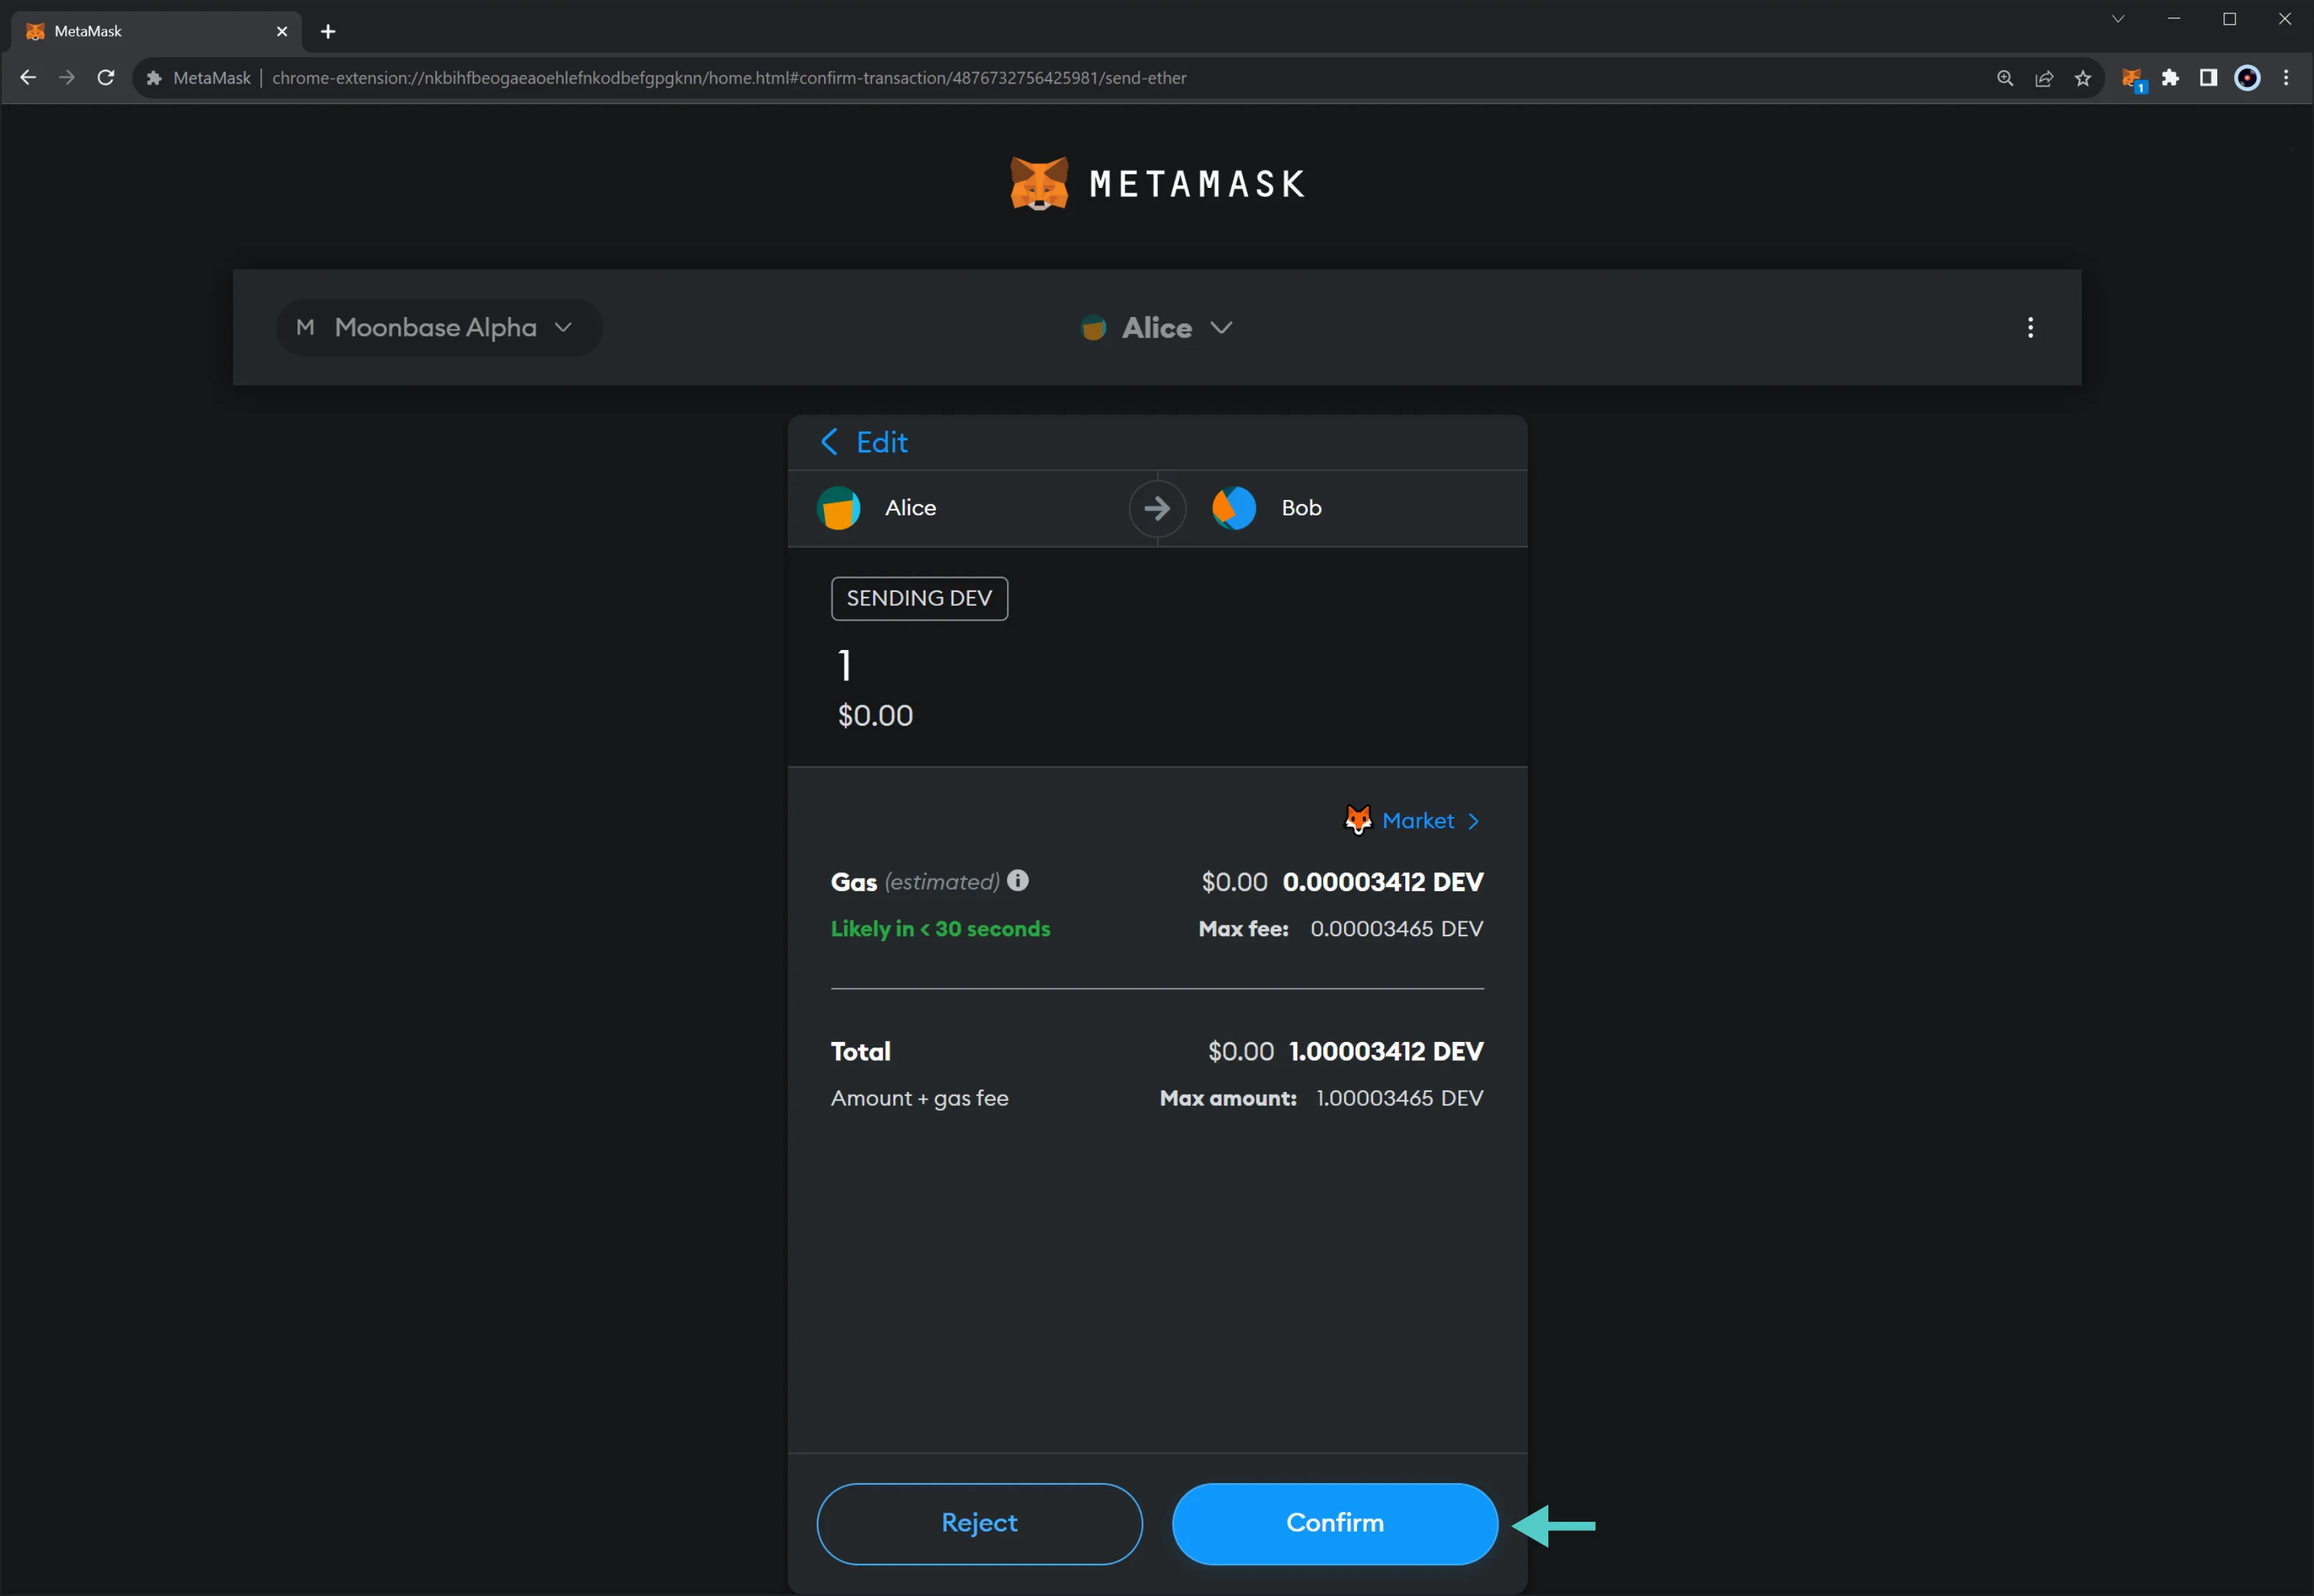 MetaMask
MetaMask | chrome-extension://nkbihfbeogaeaoehlefnkodbefgpgknn/home.html#confirm-transaction/4876732756425981/send-ether
1
METAMASK
M Moonbase Alpha
Alice
Edit
Alice
Bob
SENDING DEV
1
$0.00
Market
Gas (estimated) $0.00 0.00003412 DEV
Likely in < 30 seconds Max fee: 0.00003465 DEV
Total $0.00 1.00003412 DEV
Amount + gas fee Max amount: 1.00003465 DEV
Reject
Confirm